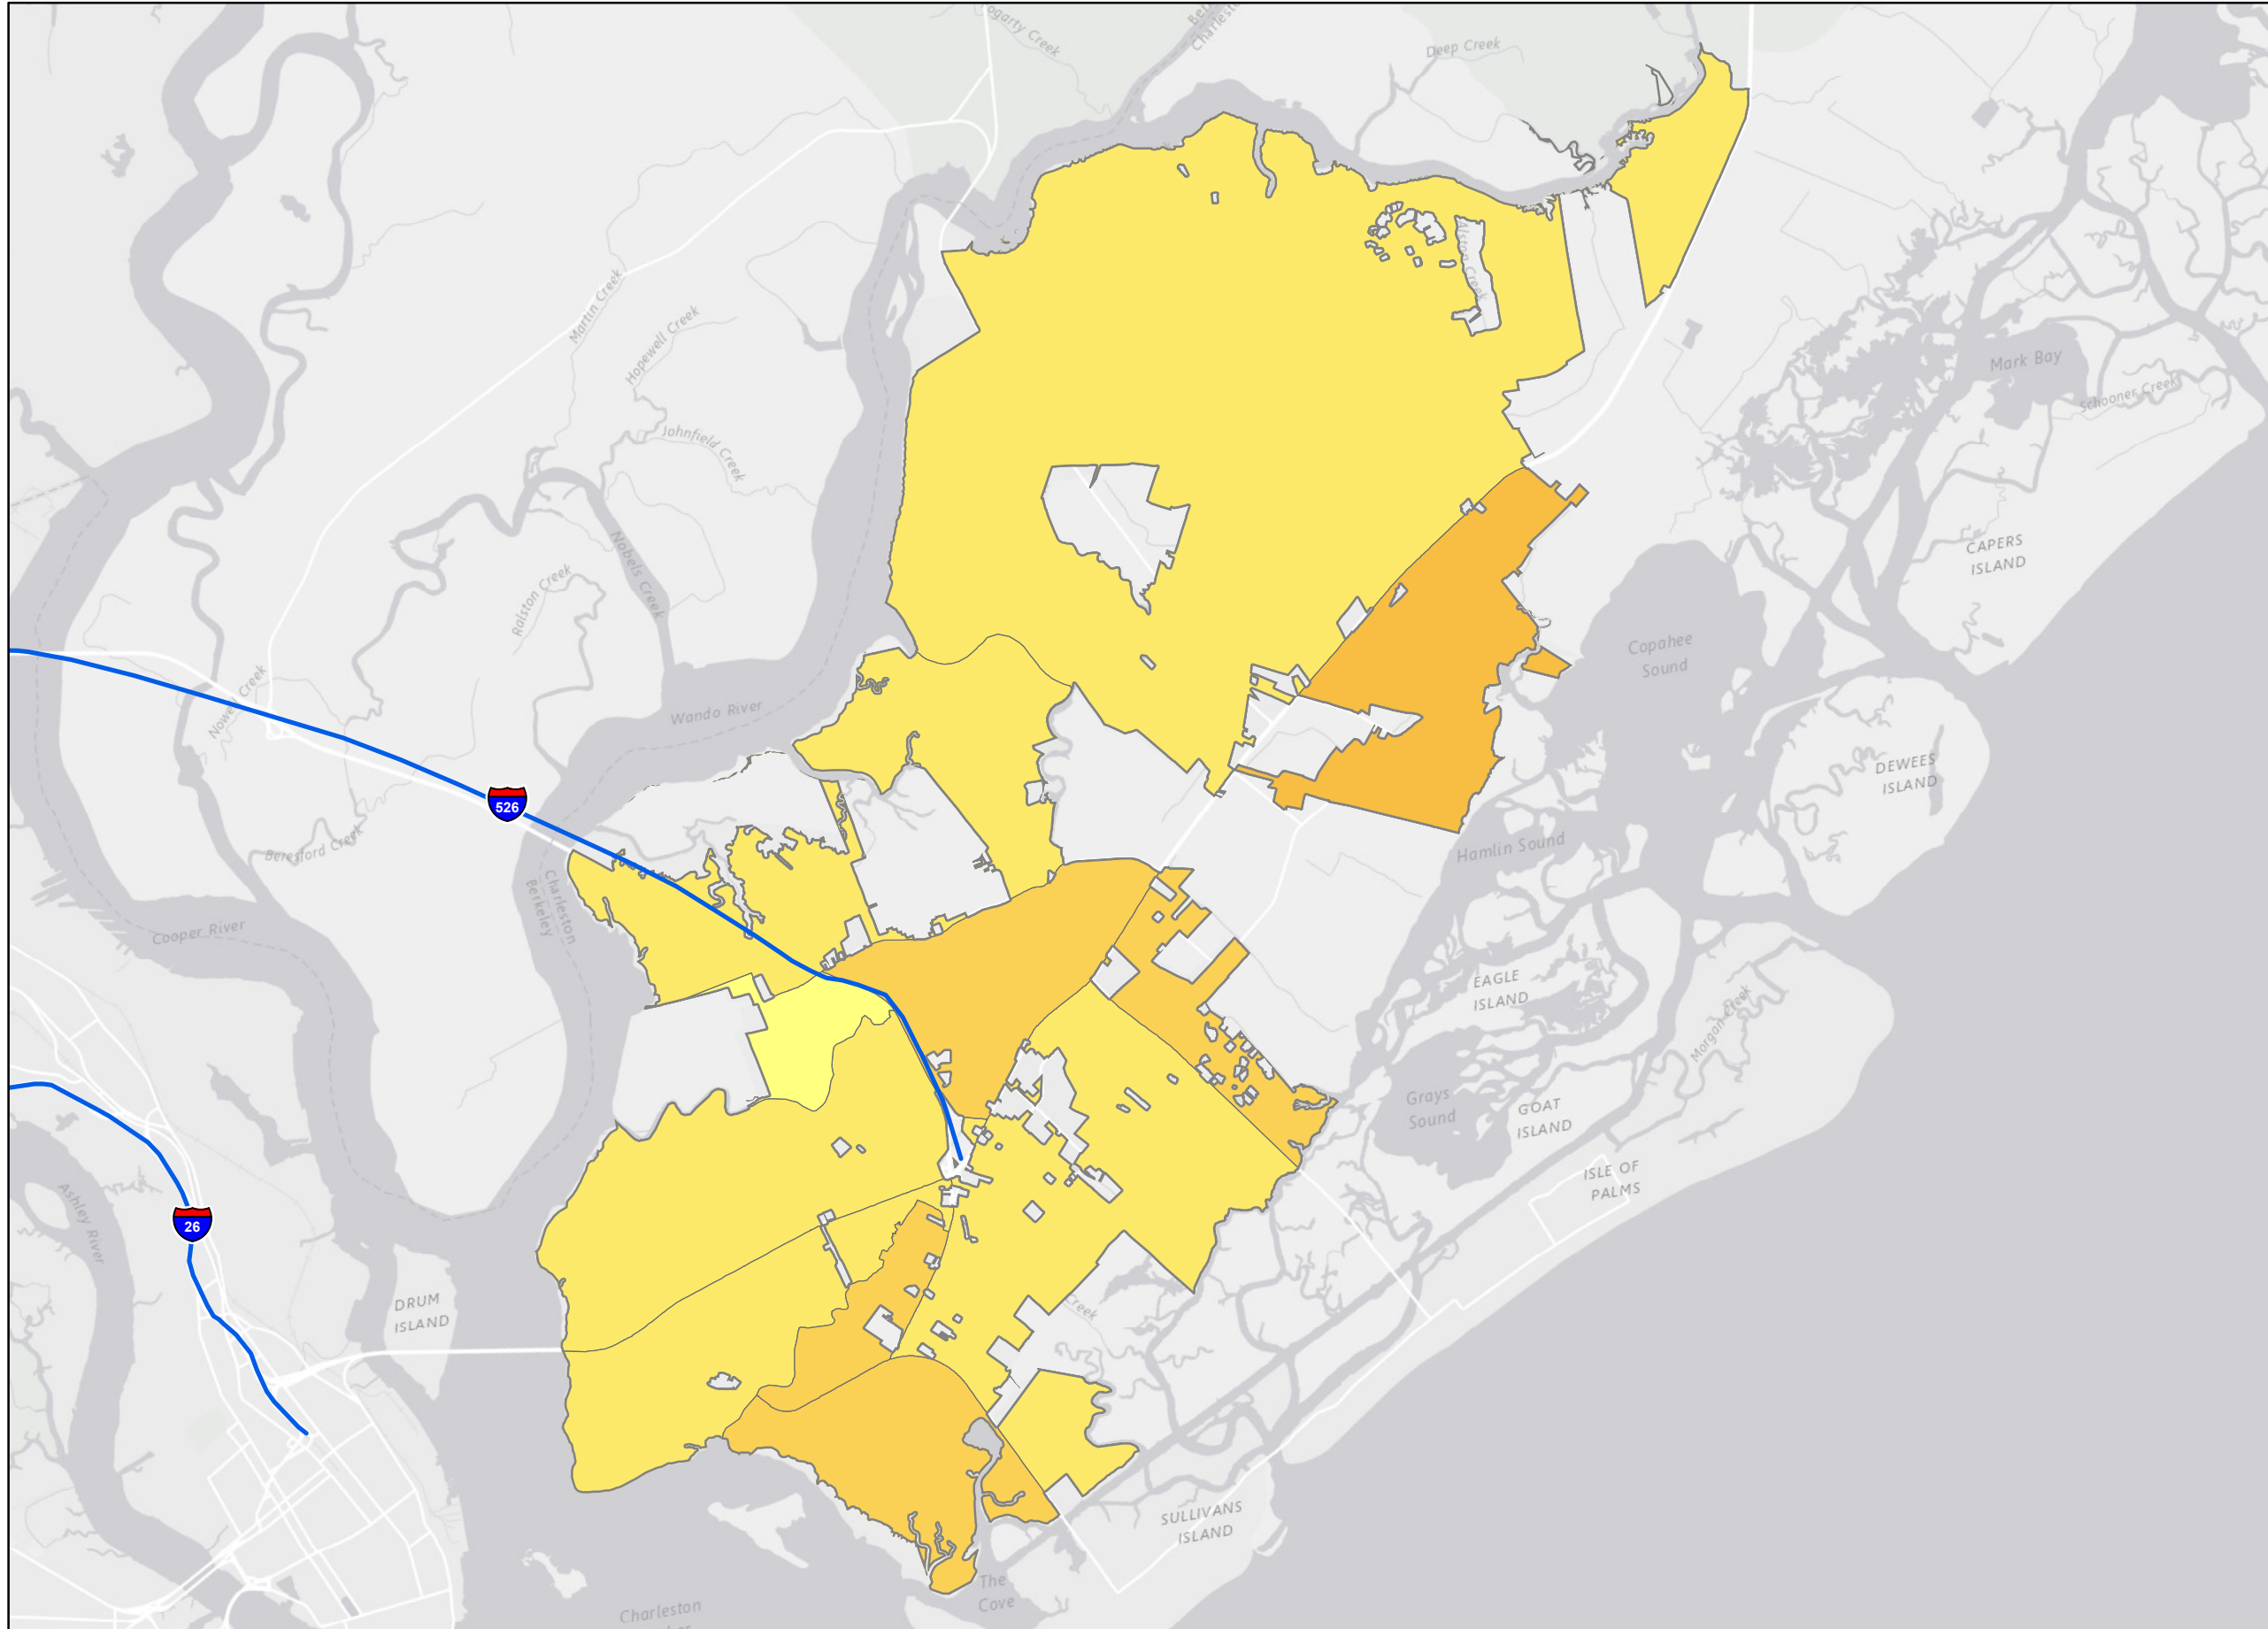 Fogarty Creek
Deep Creek
Alston Creek
Martin Creek
Hopewell Creek
Mark Bay
Schooner Creek
Johnfield Creek
Nabels Creek
Ralston Creek
CAPERS
ISLAND
Copahee
Sound
Nowell Creek
Wando River
DEWEES
ISLAND
526
Beresford Creek
Hamlin Sound
Charleston
Berkeley
Cooper River
EAGLE
ISLAND
Morgan Creek
Grays
Sound
GOAT
ISLAND
ISLE OF
PALMS
Ashley River
26
DRUM
ISLAND
Creek
SULLIVANS
ISLAND
The
Cove
Charleston